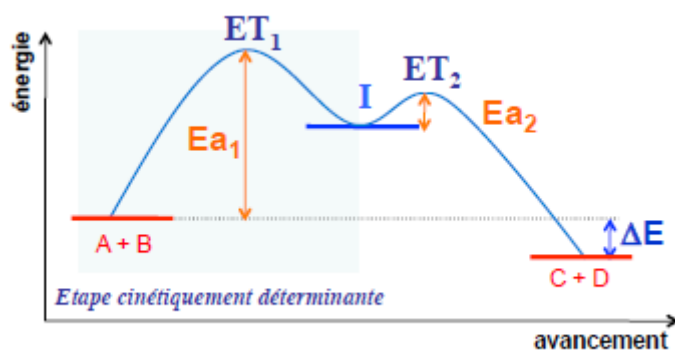 énergie
ET₁
ET₂
I
Ea₁
Ea₂
A + B
ΔE
C + D
Etape cinétiquement déterminante
avancement